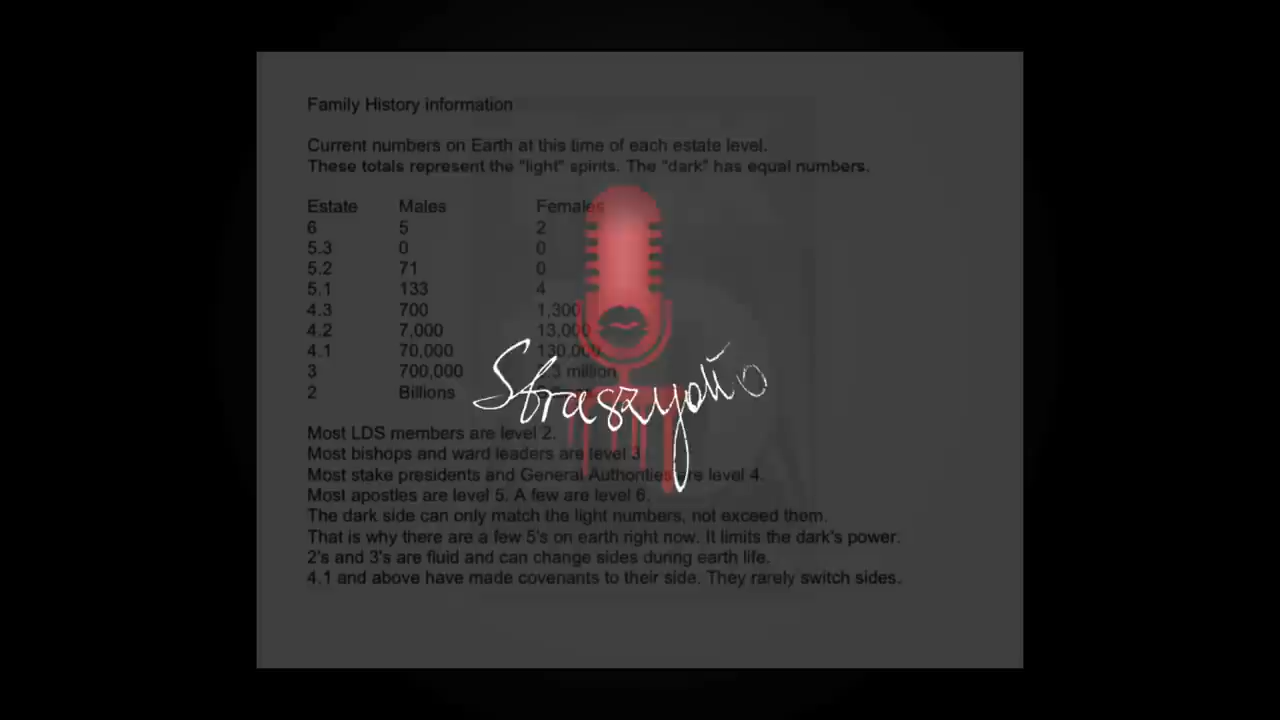 Family History information
Current numbers on Earth at this time of each estate level.
These totals represent the "light" spirits. The "dark" has equal numbers.
Estate Males Females
6 5 2
5.3 0 0
5.2 71 0
5.1 133 4
4.3 700 1,300
4.2 7,000 13,000
4.1 70,000 130,000
3 700,000 million
2 Billions
Most LDS members are level 2.
Most bishops and ward leaders are level 3
Most stake presidents and General Authorities are level 4.
Most apostles are level 5. A few are level 6.
The dark side can only match the light numbers, not exceed them.
That is why there are a few 5's on earth right now. It limits the dark's power.
2's and 3's are fluid and can change sides during earth life.
4.1 and above have made covenants to their side. They rarely switch sides.